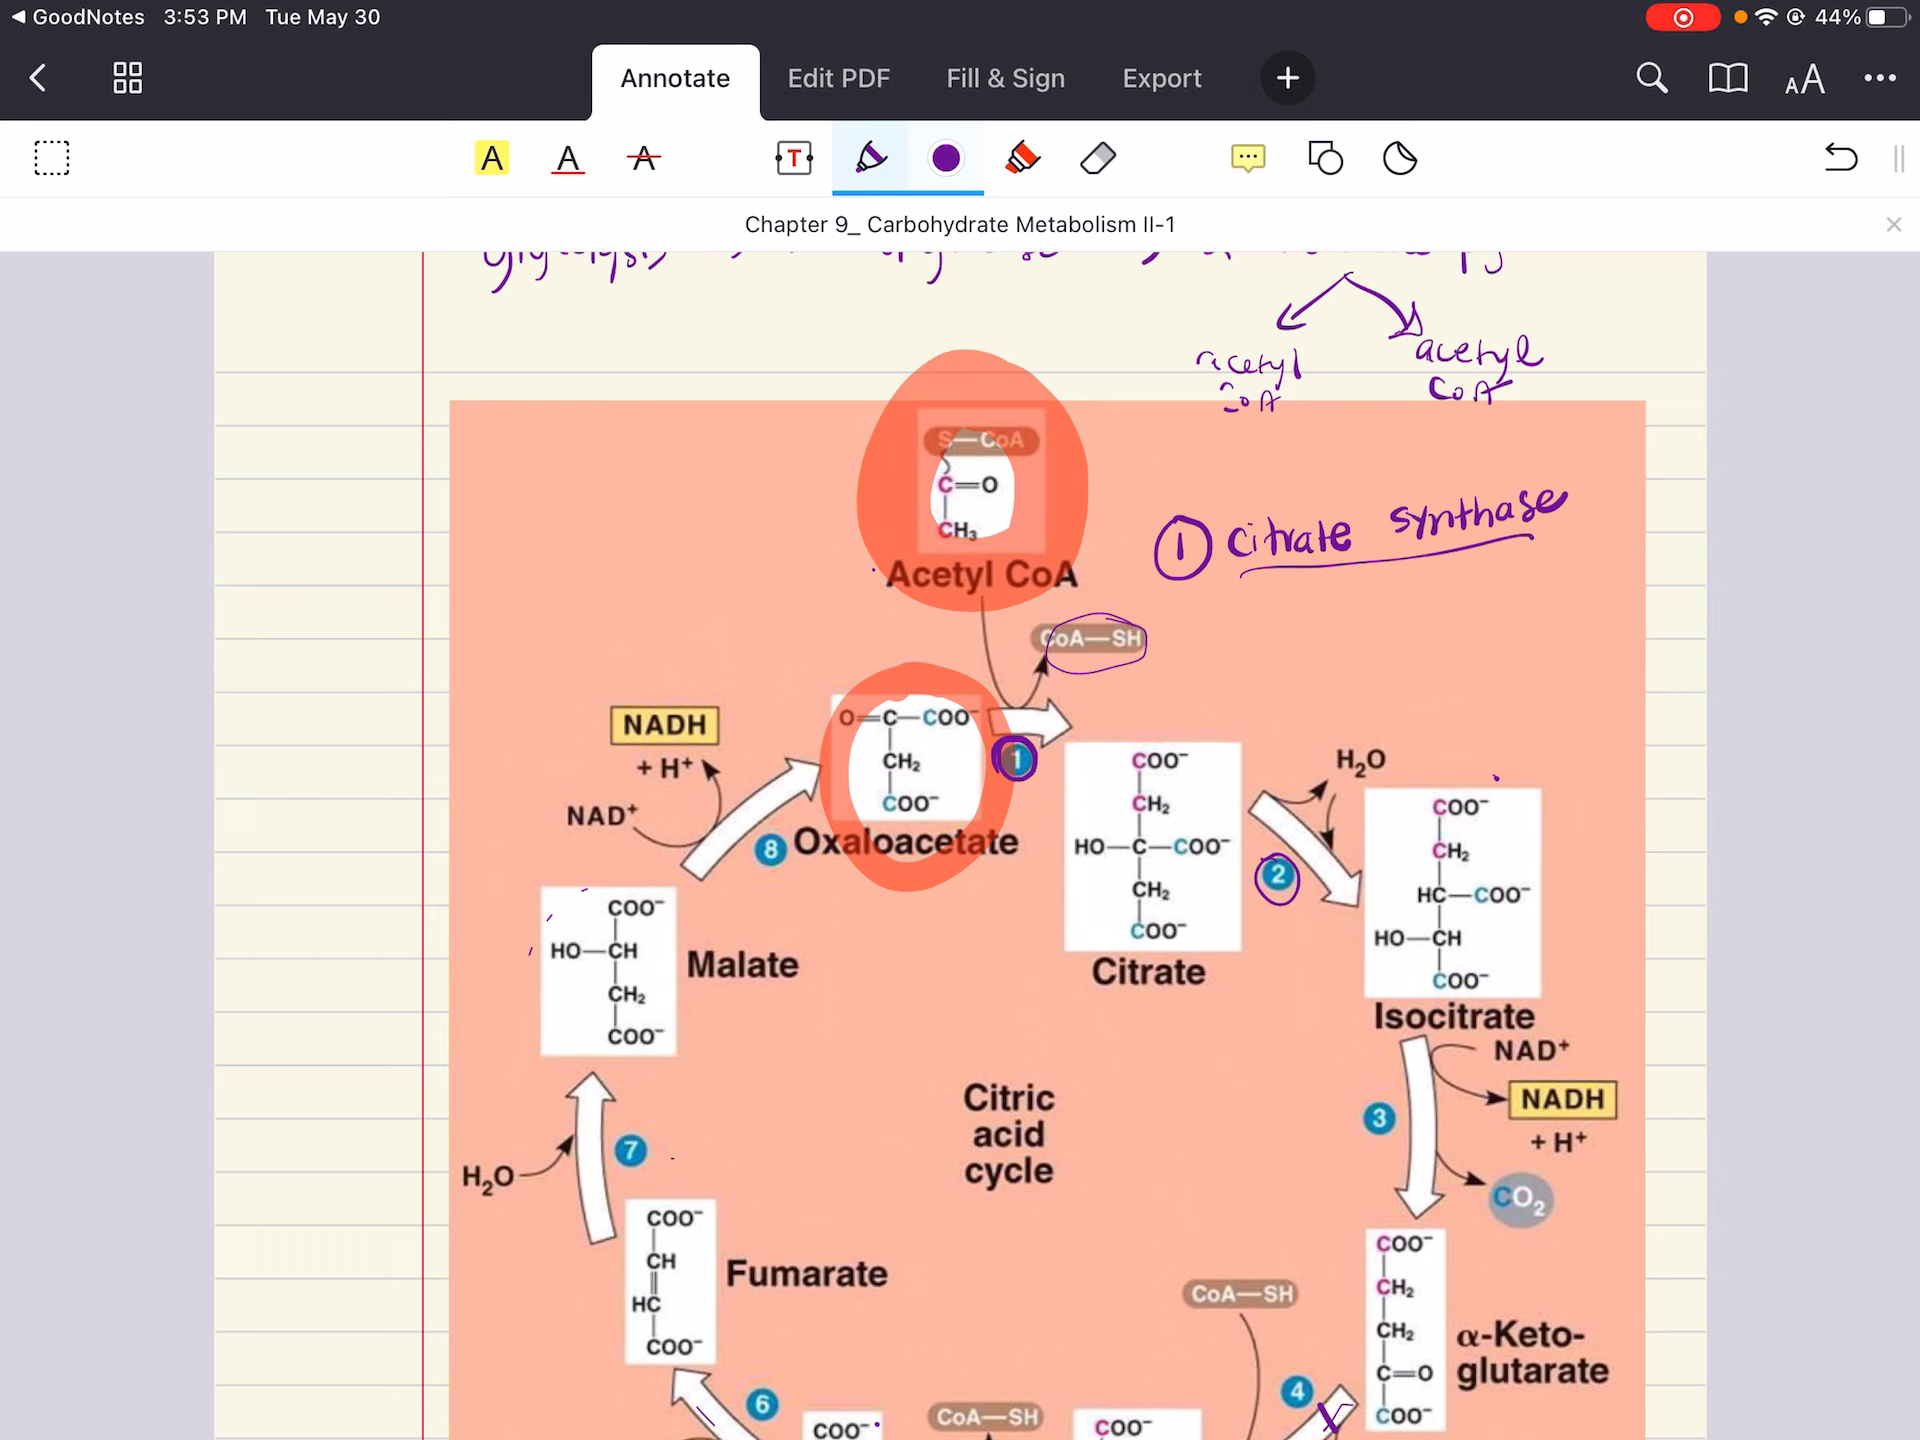 GoodNotes 3:53 PM Tue May 30 44%
Annotate Edit PDF Fill & Sign Export
A A A T AA
Chapter 9_ Carbohydrate Metabolism II-1
glycolysis
acetyl
CoA
acetyl
CoA
S—CoA
C=O
CH₃
Acetyl CoA
① citrate synthase
CoA—SH
NADH
+ H⁺
NAD⁺
O=C—COO⁻
CH₂
COO⁻
Oxaloacetate
1
8
COO⁻
CH₂
HO—C—COO⁻
CH₂
COO⁻
Citrate
H₂O
2
COO⁻
CH₂
HC—COO⁻
HO—CH
COO⁻
Isocitrate
COO⁻
HO—CH
CH₂
COO⁻
Malate
NAD⁺
NADH
+ H⁺
3
CO₂
Citric
acid
cycle
7
H₂O
COO⁻
CH
HC
COO⁻
Fumarate
CoA—SH
COO⁻
CH₂
CH₂
C=O
COO⁻
α-Keto-
glutarate
4
6
COO⁻
CoA—SH
COO⁻